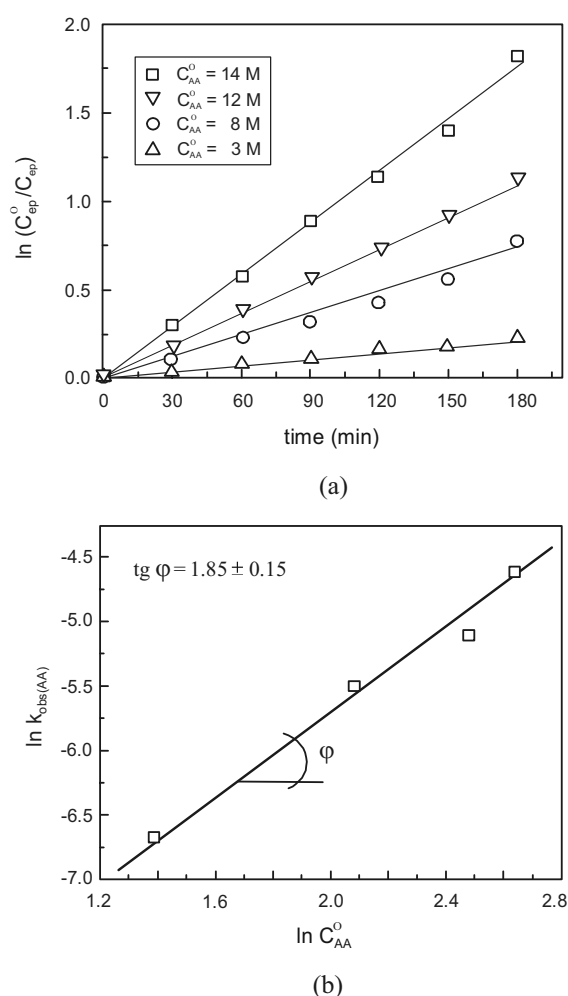 2.0
1.5
1.0
0.5
0.0
ln (C°ep/Cep)
C°AA = 14 M
C°AA = 12 M
C°AA = 8 M
C°AA = 3 M
0 30 60 90 120 150 180
time (min)
(a)
-4.5
-5.0
-5.5
-6.0
-6.5
-7.0
ln kobs(AA)
tg φ = 1.85 ± 0.15
φ
1.2 1.6 2.0 2.4 2.8
ln C°AA
(b)